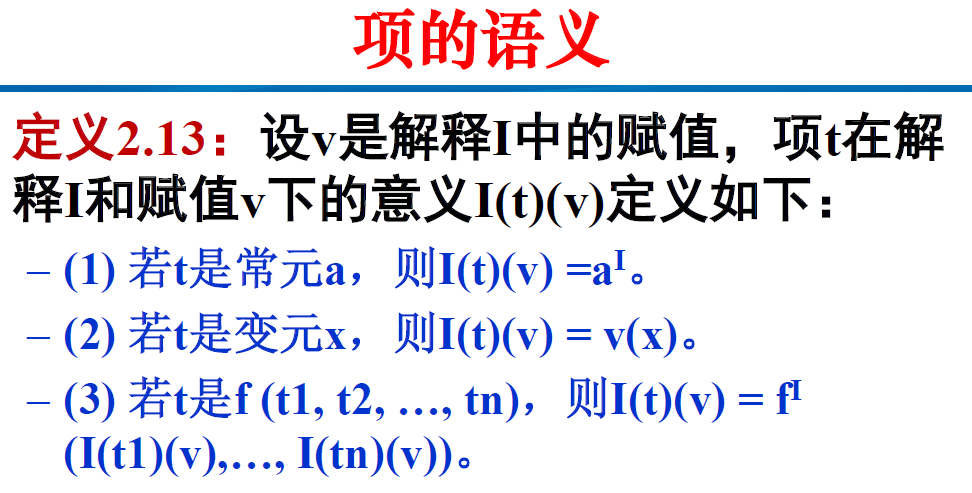 项的语义
定义2.13：设v是解释I中的赋值，项t在解
释I和赋值v下的意义I(t)(v)定义如下：
– (1) 若t是常元a，则I(t)(v) =aᴵ。
– (2) 若t是变元x，则I(t)(v) = v(x)。
– (3) 若t是f (t1, t2, …, tn)，则I(t)(v) = fᴵ
(I(t1)(v),…, I(tn)(v))。